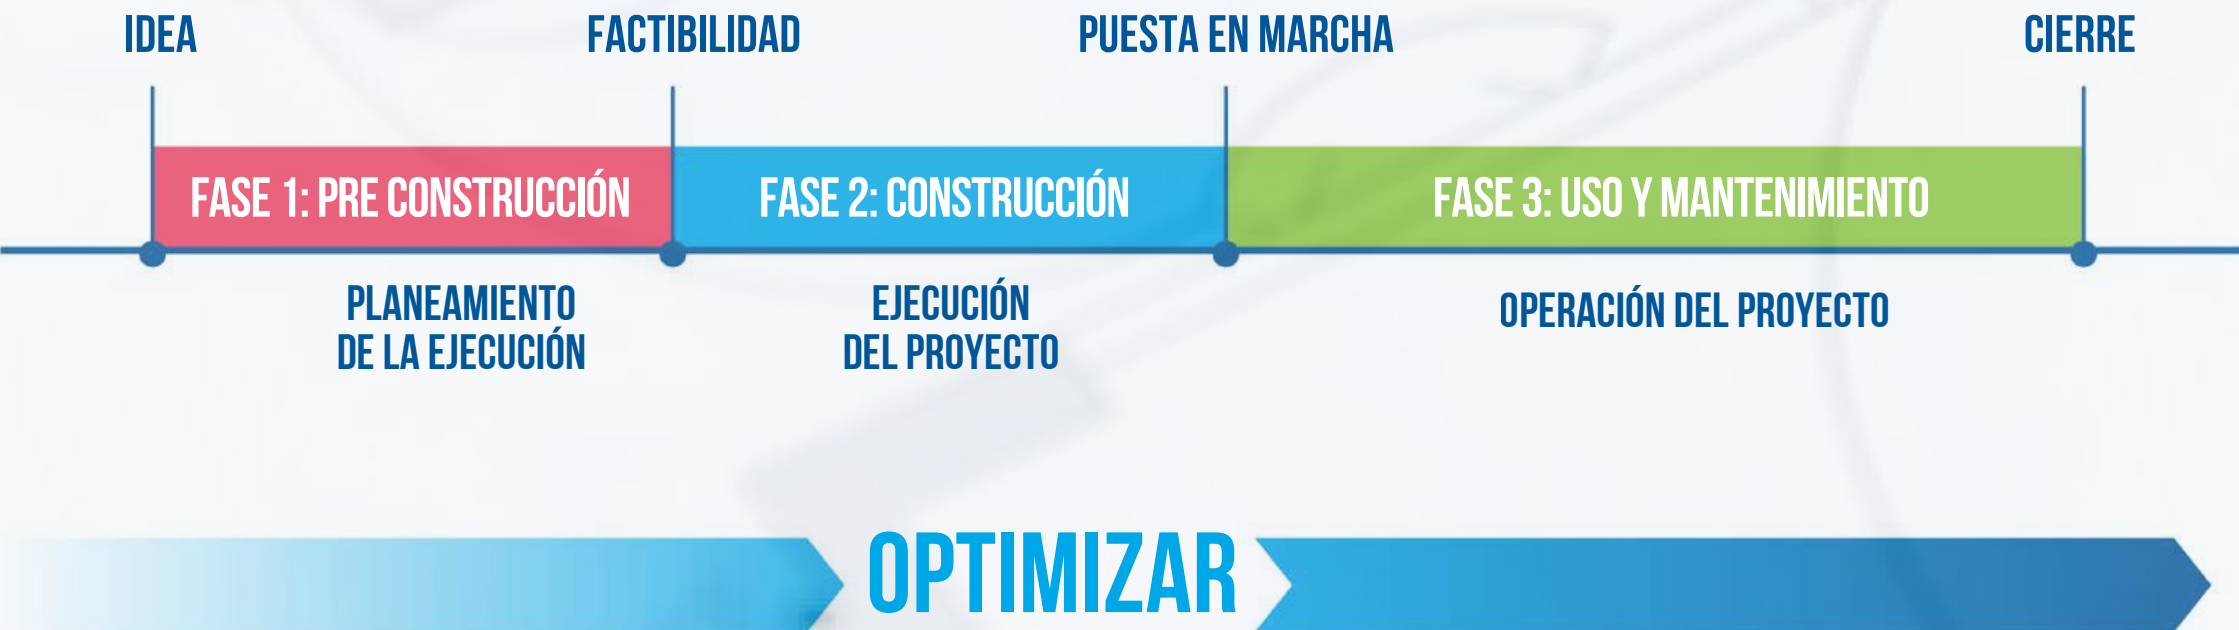 IDEA
FACTIBILIDAD
PUESTA EN MARCHA
CIERRE
FASE 1: PRE CONSTRUCCIÓN
FASE 2: CONSTRUCCIÓN
FASE 3: USO Y MANTENIMIENTO
PLANEAMIENTO
DE LA EJECUCIÓN
EJECUCIÓN
DEL PROYECTO
OPERACIÓN DEL PROYECTO
OPTIMIZAR